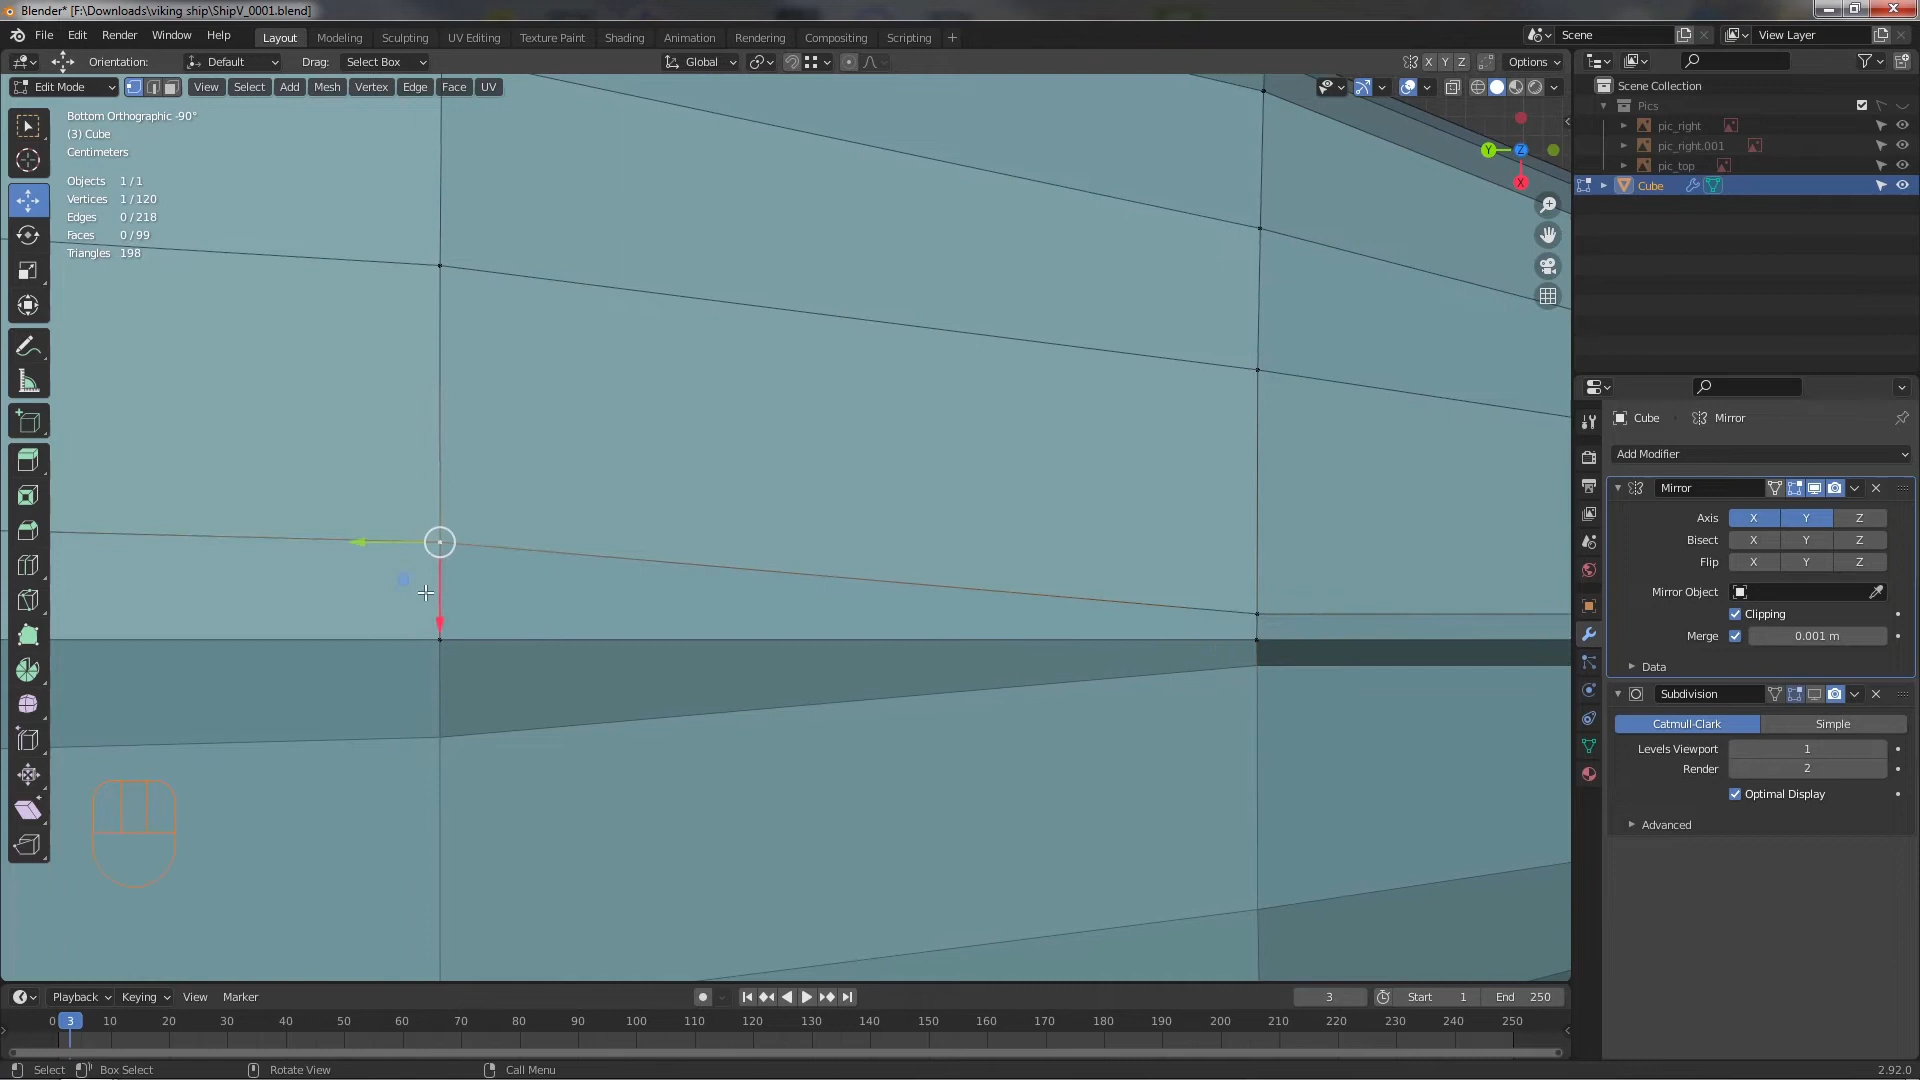 Blender* [F:\Downloads\viking ship\ShipV_0001.blend]
File Edit Render Window Help Layout Modeling Sculpting UV Editing Texture Paint Shading Animation Rendering Compositing Scripting Scene View Layer
Orientation: Default Drag: Select Box Global X Y Z Options
Edit Mode View Select Add Mesh Vertex Edge Face UV
Bottom Orthographic -90°
(3) Cube
Centimeters
Objects 1 / 1
Vertices 1 / 120
Edges 0 / 218
Faces 0 / 99
Triangles 198
Y Z
X
Scene Collection
Pics
pic_right
pic_right.001
pic_top
Cube
Cube Mirror
Add Modifier
Mirror
Axis X Y Z
Bisect X Y Z
Flip X Y Z
Mirror Object
Clipping
Merge 0.001 m
Data
Subdivision
Catmull-Clark Simple
Levels Viewport 1
Render 2
Optimal Display
Advanced
Playback Keying View Marker 3 Start 1 End 250
0 3 10 20 30 40 50 60 70 80 90 100 110 120 130 140 150 160 170 180 190 200 210 220 230 240 250
Select Box Select Rotate View Call Menu 2.92.0